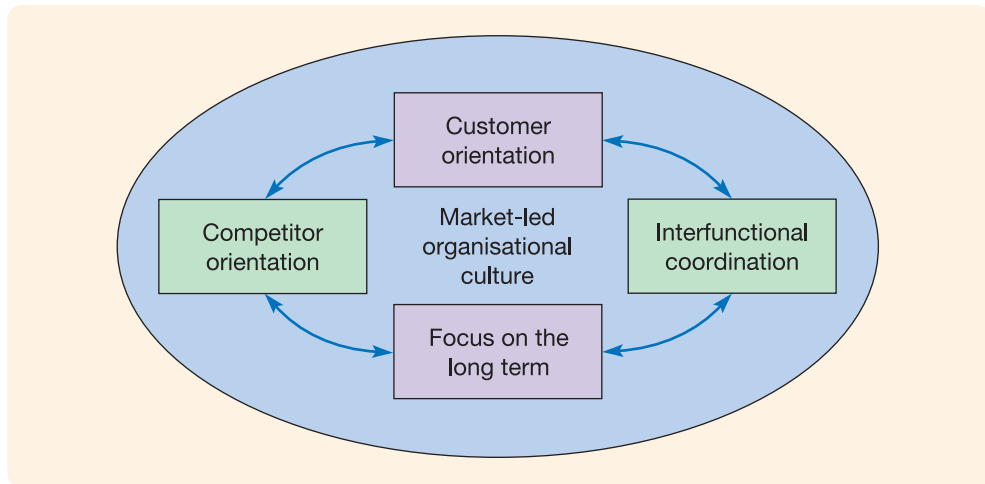 Customer
orientation
Competitor
orientation
Market-led
organisational
culture
Interfunctional
coordination
Focus on the
long term